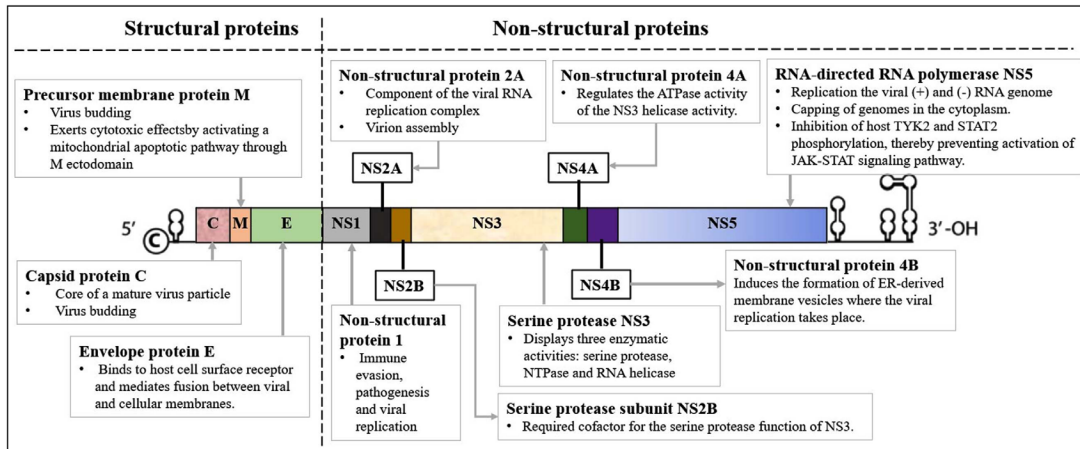 Structural proteins
Non-structural proteins
Precursor membrane protein M
• Virus budding
• Exerts cytotoxic effectsby activating a
mitochondrial apoptotic pathway through
M ectodomain
Non-structural protein 2A
• Component of the viral RNA
replication complex
• Virion assembly
Non-structural protein 4A
• Regulates the ATPase activity
of the NS3 helicase activity.
RNA-directed RNA polymerase NS5
• Replication the viral (+) and (-) RNA genome
• Capping of genomes in the cytoplasm.
• Inhibition of host TYK2 and STAT2
phosphorylation, thereby preventing activation of
JAK-STAT signaling pathway.
NS2A
NS4A
5’
C
C
M
E
NS1
NS3
NS5
3’-OH
NS2B
NS4B
Capsid protein C
• Core of a mature virus particle
• Virus budding
Envelope protein E
• Binds to host cell surface receptor
and mediates fusion between viral
and cellular membranes.
Non-structural
protein 1
• Immune
evasion,
pathogenesis
and viral
replication
Serine protease NS3
• Displays three enzymatic
activities: serine protease,
NTPase and RNA helicase
Non-structural protein 4B
Induces the formation of ER-derived
membrane vesicles where the viral
replication takes place.
Serine protease subunit NS2B
• Required cofactor for the serine protease function of NS3.